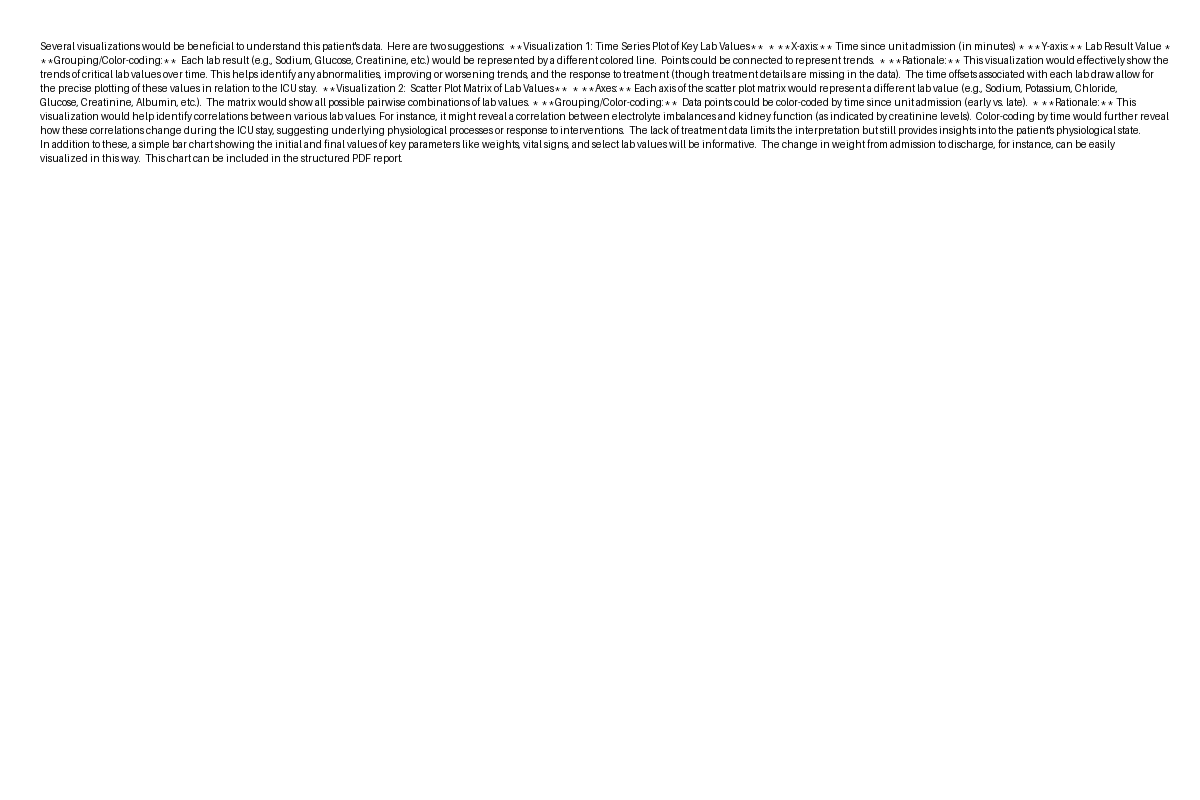 Several visualizations would be beneficial to understand this patient's data.  Here are two suggestions:  **Visualization 1: Time Series Plot of Key Lab Values**  * **X-axis:** Time since unit admission (in minutes) * **Y-axis:** Lab Result Value *
**Grouping/Color-coding:**  Each lab result (e.g., Sodium, Glucose, Creatinine, etc.) would be represented by a different colored line.  Points could be connected to represent trends.  * **Rationale:** This visualization would effectively show the
trends of critical lab values over time. This helps identify any abnormalities, improving or worsening trends, and the response to treatment (though treatment details are missing in the data).  The time offsets associated with each lab draw allow for
the precise plotting of these values in relation to the ICU stay.  **Visualization 2:  Scatter Plot Matrix of Lab Values**  * **Axes:** Each axis of the scatter plot matrix would represent a different lab value (e.g., Sodium, Potassium, Chloride,
Glucose, Creatinine, Albumin, etc.).  The matrix would show all possible pairwise combinations of lab values. * **Grouping/Color-coding:**  Data points could be color-coded by time since unit admission (early vs. late).  * **Rationale:** This
visualization would help identify correlations between various lab values. For instance, it might reveal a correlation between electrolyte imbalances and kidney function (as indicated by creatinine levels).  Color-coding by time would further reveal
how these correlations change during the ICU stay, suggesting underlying physiological processes or response to interventions.  The lack of treatment data limits the interpretation but still provides insights into the patient's physiological state.
In addition to these, a simple bar chart showing the initial and final values of key parameters like weights, vital signs, and select lab values will be informative.  The change in weight from admission to discharge, for instance, can be easily
visualized in this way.  This chart can be included in the structured PDF report.